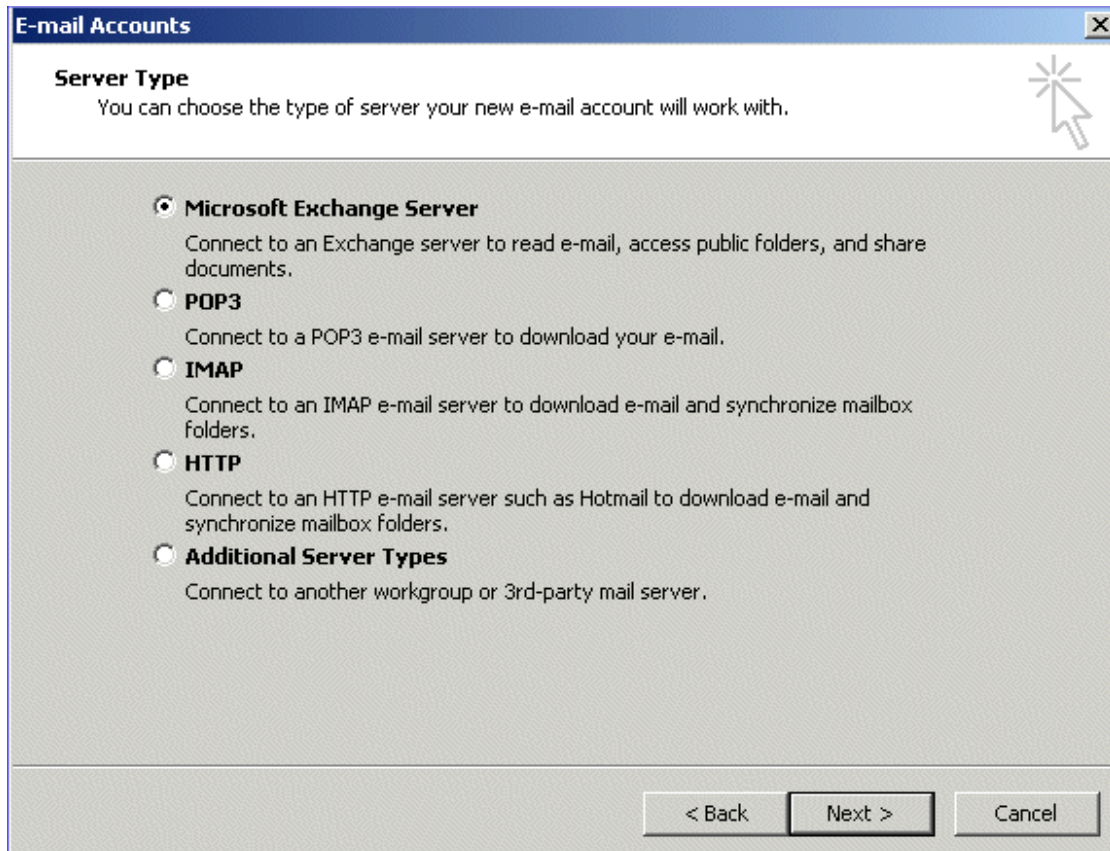 E-mail Accounts
Server Type
You can choose the type of server your new e-mail account will work with.
Microsoft Exchange Server
Connect to an Exchange server to read e-mail, access public folders, and share
documents.
POP3
Connect to a POP3 e-mail server to download your e-mail.
IMAP
Connect to an IMAP e-mail server to download e-mail and synchronize mailbox
folders.
HTTP
Connect to an HTTP e-mail server such as Hotmail to download e-mail and
synchronize mailbox folders.
Additional Server Types
Connect to another workgroup or 3rd-party mail server.
< Back Next > Cancel